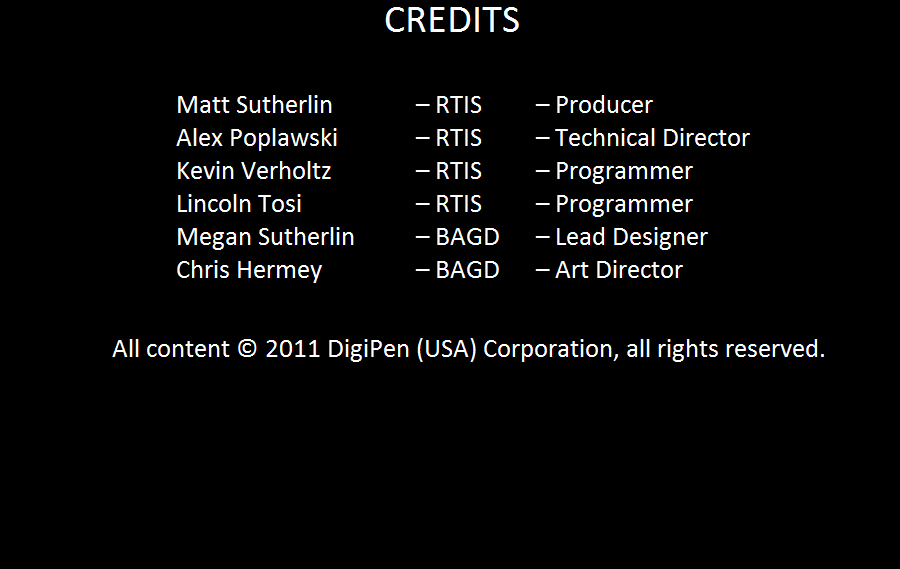 CREDITS
Matt Sutherlin – RTIS – Producer
Alex Poplawski – RTIS – Technical Director
Kevin Verholtz – RTIS – Programmer
Lincoln Tosi – RTIS – Programmer
Megan Sutherlin – BAGD – Lead Designer
Chris Hermey – BAGD – Art Director
All content © 2011 DigiPen (USA) Corporation, all rights reserved.